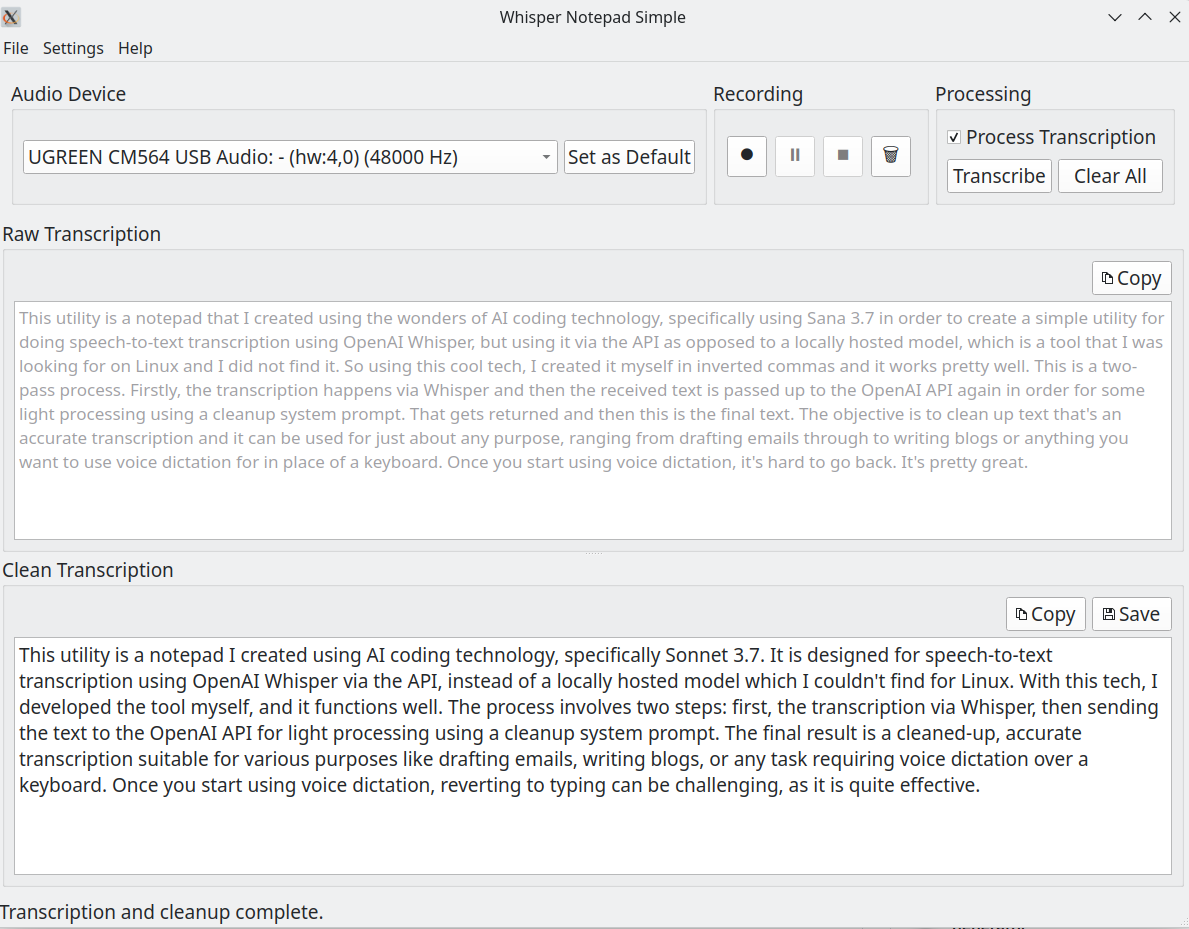 Whisper Notepad Simple
File Settings Help
Audio Device
Recording
Processing
UGREEN CM564 USB Audio: - (hw:4,0) (48000 Hz)
Set as Default
Process Transcription
Transcribe
Clear All
Raw Transcription
Copy
This utility is a notepad that I created using the wonders of AI coding technology, specifically using Sana 3.7 in order to create a simple utility for
doing speech-to-text transcription using OpenAI Whisper, but using it via the API as opposed to a locally hosted model, which is a tool that I was
looking for on Linux and I did not find it. So using this cool tech, I created it myself in inverted commas and it works pretty well. This is a two-
pass process. Firstly, the transcription happens via Whisper and then the received text is passed up to the OpenAI API again in order for some
light processing using a cleanup system prompt. That gets returned and then this is the final text. The objective is to clean up text that's an
accurate transcription and it can be used for just about any purpose, ranging from drafting emails through to writing blogs or anything you
want to use voice dictation for in place of a keyboard. Once you start using voice dictation, it's hard to go back. It's pretty great.
Clean Transcription
Copy
Save
This utility is a notepad I created using AI coding technology, specifically Sonnet 3.7. It is designed for speech-to-text
transcription using OpenAI Whisper via the API, instead of a locally hosted model which I couldn't find for Linux. With this tech, I
developed the tool myself, and it functions well. The process involves two steps: first, the transcription via Whisper, then sending
the text to the OpenAI API for light processing using a cleanup system prompt. The final result is a cleaned-up, accurate
transcription suitable for various purposes like drafting emails, writing blogs, or any task requiring voice dictation over a
keyboard. Once you start using voice dictation, reverting to typing can be challenging, as it is quite effective.
Transcription and cleanup complete.